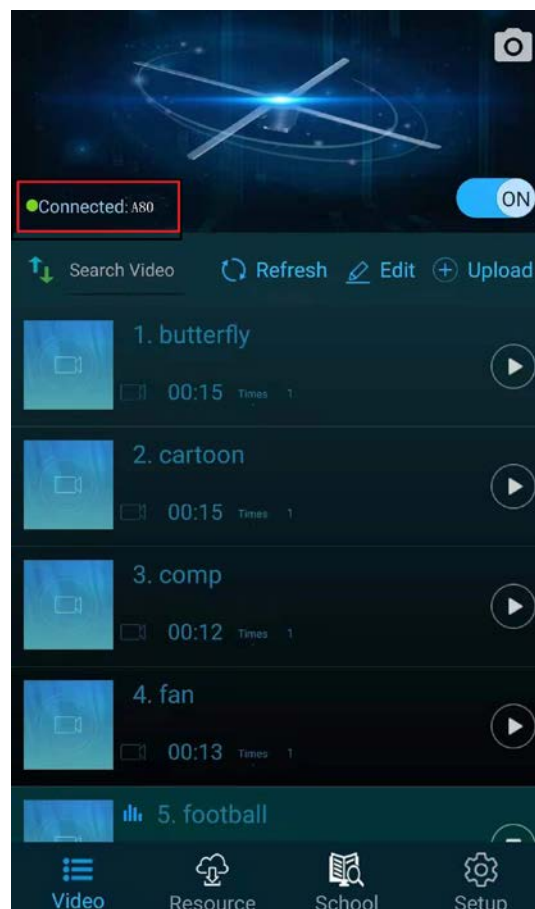 Connected: A80
ON
Search Video Refresh Edit Upload
1. butterfly
00:15 Times 1
2. cartoon
00:15 Times 1
3. comp
00:12 Times 1
4. fan
00:13 Times 1
5. football
Video Resource School Setup